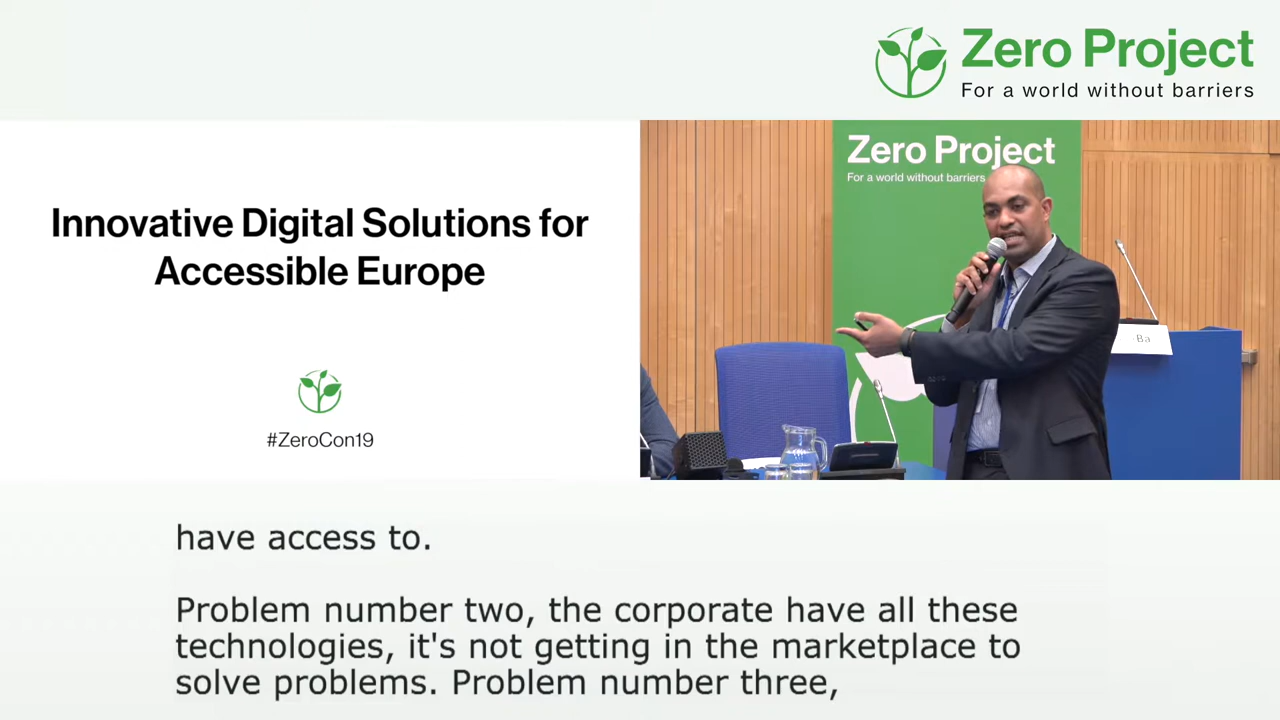 Zero Project
For a world without barriers
Innovative Digital Solutions for
Accessible Europe
#ZeroCon19
Zero Project
For a world without barriers
-Ba
have access to.
Problem number two, the corporate have all these
technologies, it's not getting in the marketplace to
solve problems. Problem number three,